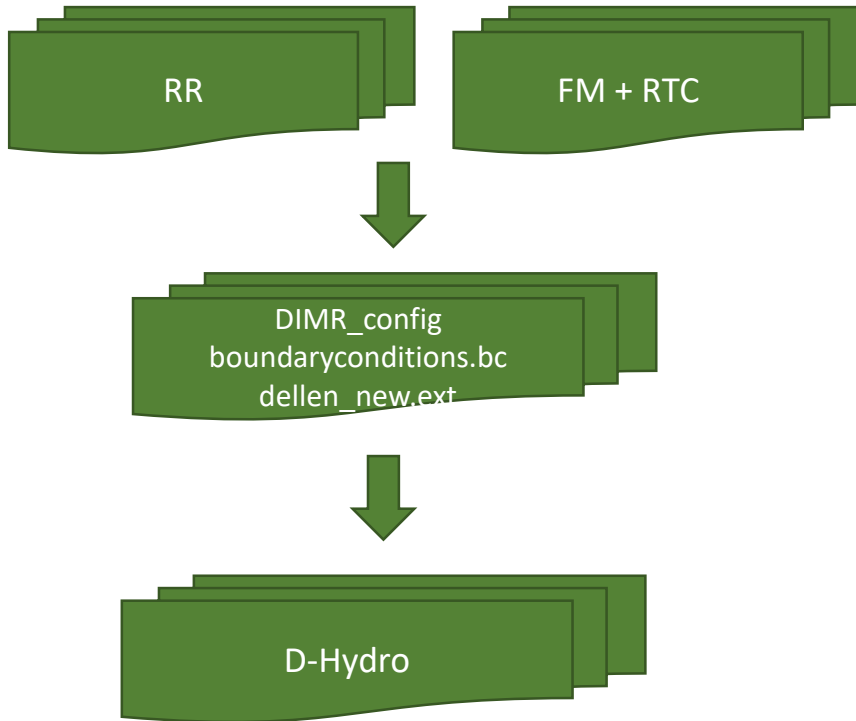 RR
FM + RTC
DIMR_config
boundaryconditions.bc
dellen_new.ext
D-Hydro